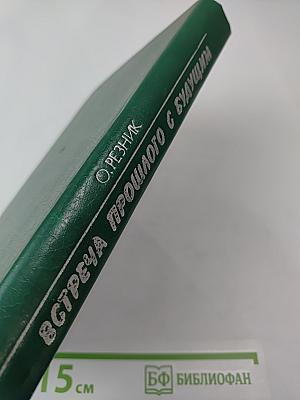 О. РЕЗНИК
ВСТРЕЧА ПРОШЛОГО С БУДУЩИМ
15 см
БФ БИБЛИОФАН